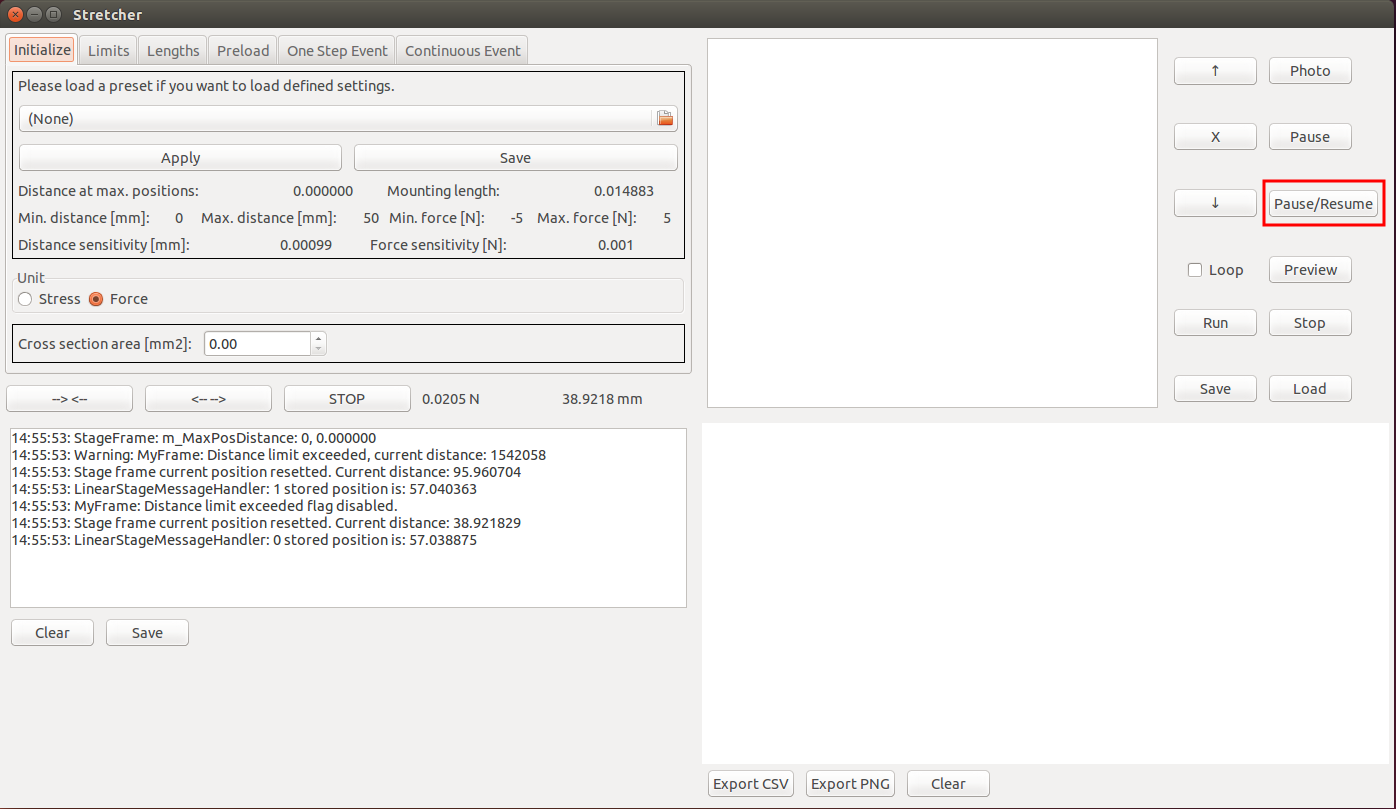 Stretcher
Initialize Limits Lengths Preload One Step Event Continuous Event
Please load a preset if you want to load defined settings.
(None)
Apply Save
Distance at max. positions: 0.000000 Mounting length: 0.014883
Min. distance [mm]: 0 Max. distance [mm]: 50 Min. force [N]: -5 Max. force [N]: 5
Distance sensitivity [mm]: 0.00099 Force sensitivity [N]: 0.001
Unit
Stress Force
Cross section area [mm2]: 0.00
--> <-- <-- --> STOP 0.0205 N 38.9218 mm
14:55:53: StageFrame: m_MaxPosDistance: 0, 0.000000
14:55:53: Warning: MyFrame: Distance limit exceeded, current distance: 1542058
14:55:53: Stage frame current position resetted. Current distance: 95.960704
14:55:53: LinearStageMessageHandler: 1 stored position is: 57.040363
14:55:53: MyFrame: Distance limit exceeded flag disabled.
14:55:53: Stage frame current position resetted. Current distance: 38.921829
14:55:53: LinearStageMessageHandler: 0 stored position is: 57.038875
Clear Save
↑ Photo
X Pause
↓ Pause/Resume
Loop Preview
Run Stop
Save Load
Export CSV Export PNG Clear